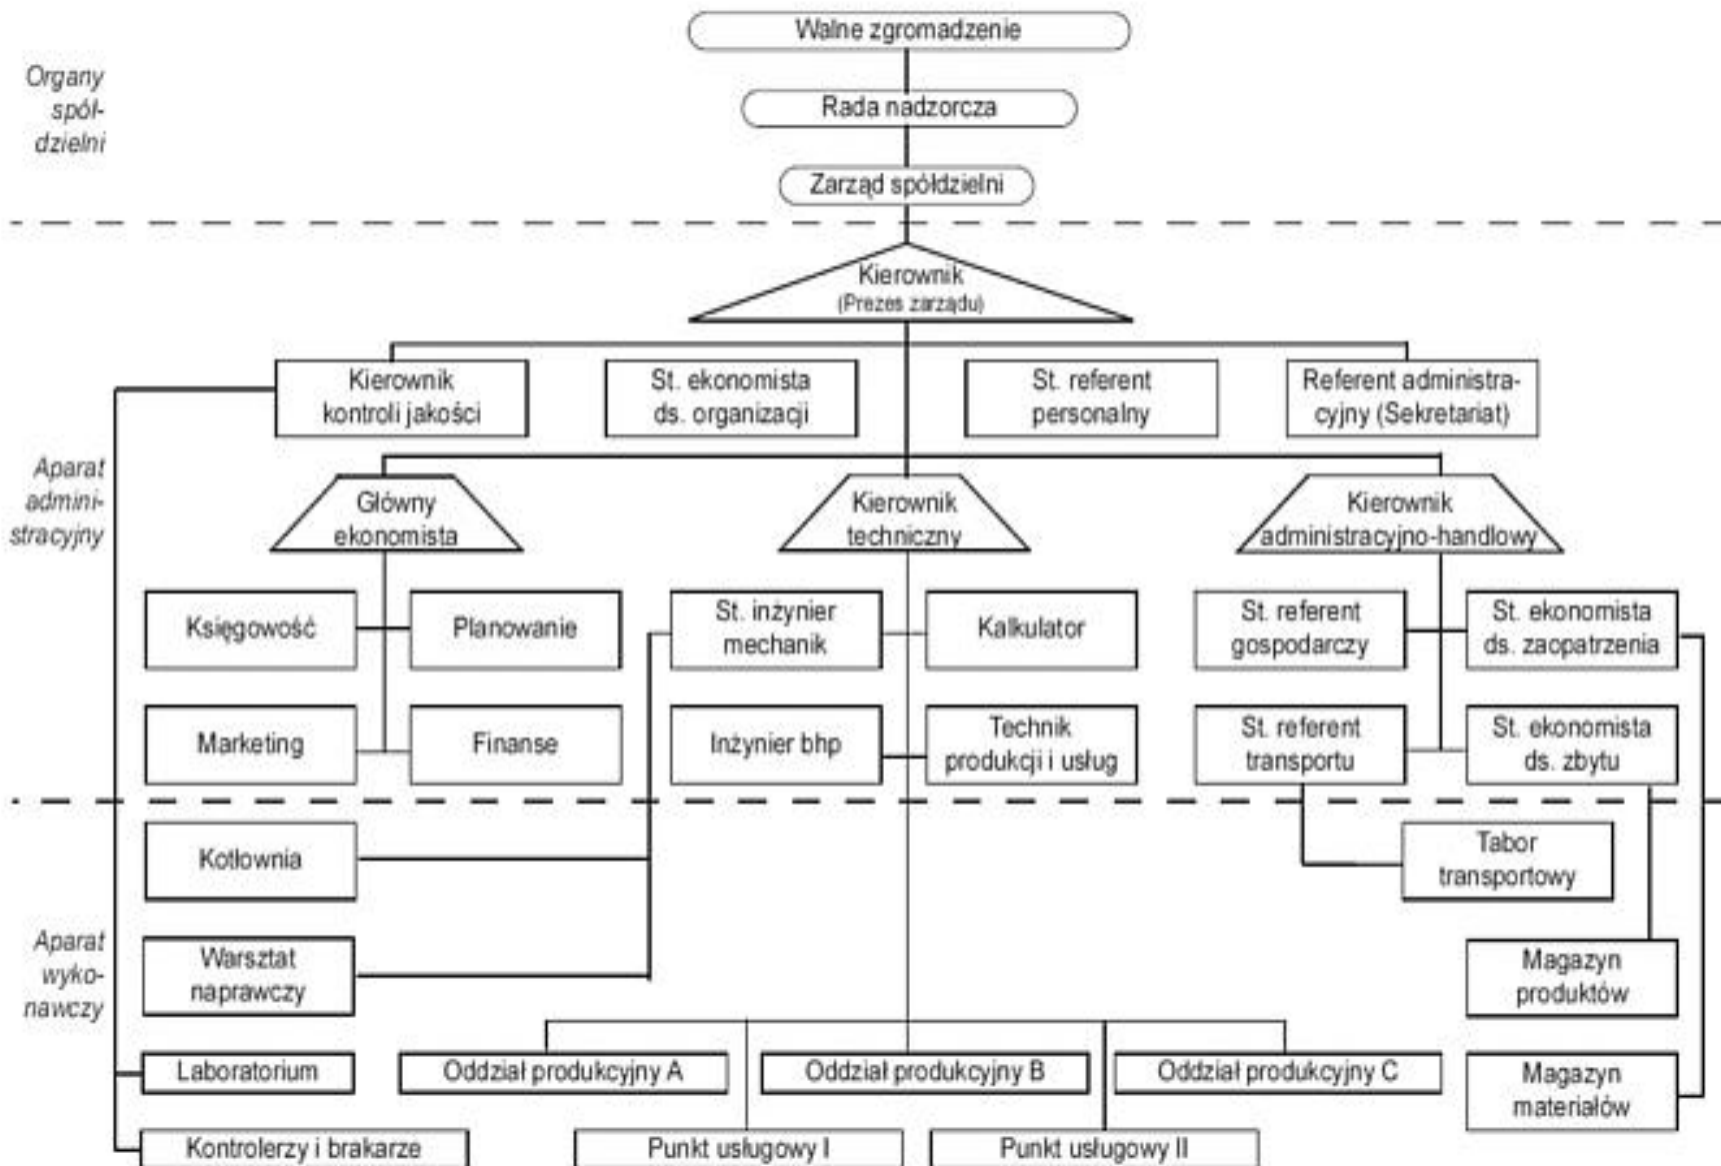 Walne zgromadzenie
Organy
spół-
dzielni
Rada nadzorcza
Zarząd spółdzielni
Kierownik
(Prezes zarządu)
Kierownik
kontroli jakości
St. ekonomista
ds. organizacji
St. referent
personalny
Referent administra-
cyjny (Sekretariat)
Aparat
admini-
stracyjny
Główny
ekonomista
Kierownik
techniczny
Kierownik
administracyjno-handlowy
Księgowość
Planowanie
St. inżynier
mechanik
Kalkulator
St. referent
gospodarczy
St. ekonomista
ds. zaopatrzenia
Marketing
Finanse
Inżynier bhp
Technik
produkcji i usług
St. referent
transportu
St. ekonomista
ds. zbytu
Kotłownia
Tabor
transportowy
Aparat
wyko-
nawczy
Warsztat
naprawczy
Magazyn
produktów
Laboratorium
Oddział produkcyjny A
Oddział produkcyjny B
Oddział produkcyjny C
Magazyn
materiałów
Kontrolerzy i brakarze
Punkt usługowy I
Punkt usługowy II